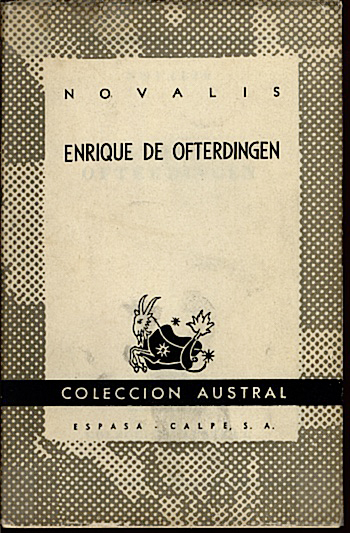 NOVALIS
ENRIQUE DE OFTERDINGEN
COLECCION AUSTRAL
ESPASA - CALPE, S. A.